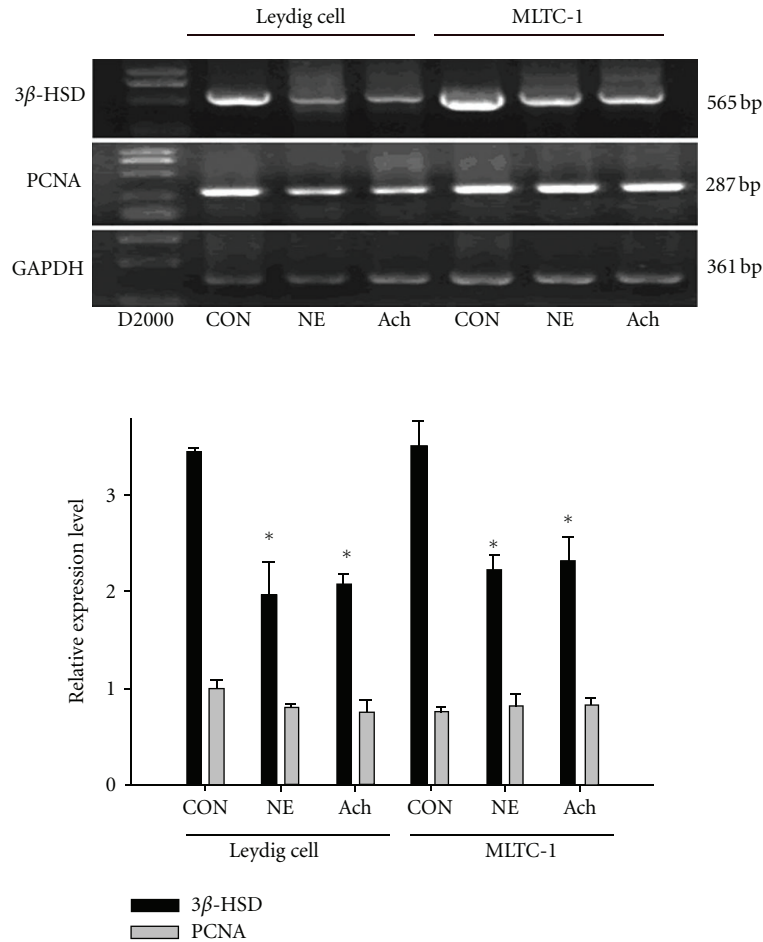 Leydig cell MLTC-1
3β-HSD 565 bp
PCNA 287 bp
GAPDH 361 bp
D2000 CON NE Ach CON NE Ach
Relative expression level
3
2
1
0
* * * *
CON NE Ach CON NE Ach
Leydig cell MLTC-1
3β-HSD
PCNA